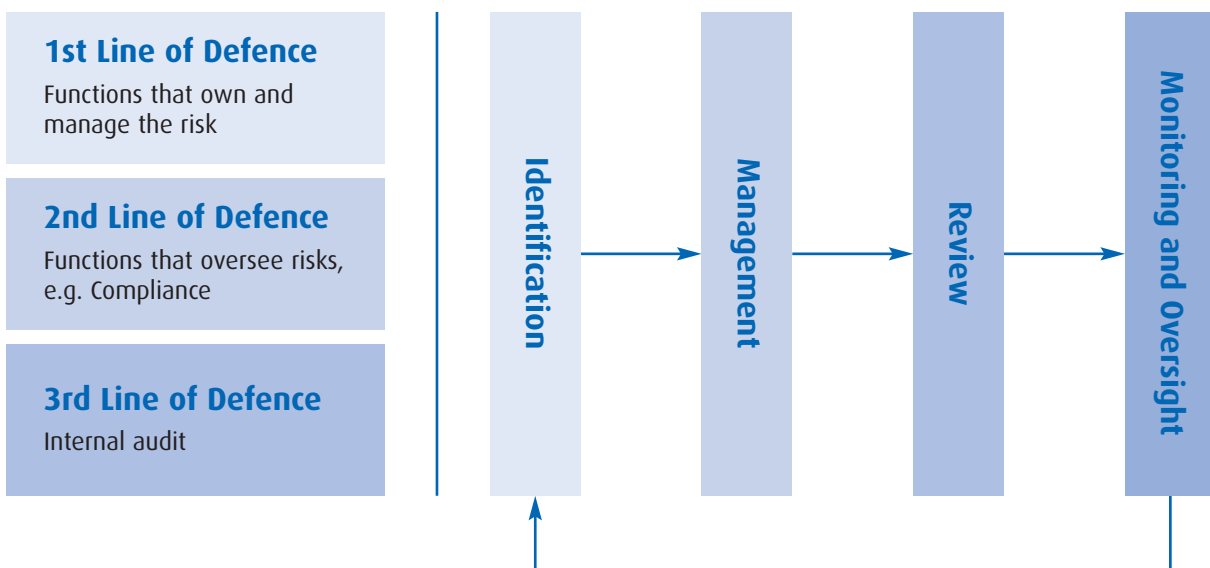 1st Line of Defence
Functions that own and
manage the risk
2nd Line of Defence
Functions that oversee risks,
e.g. Compliance
3rd Line of Defence
Internal audit
Identification
Management
Review
Monitoring and Oversight